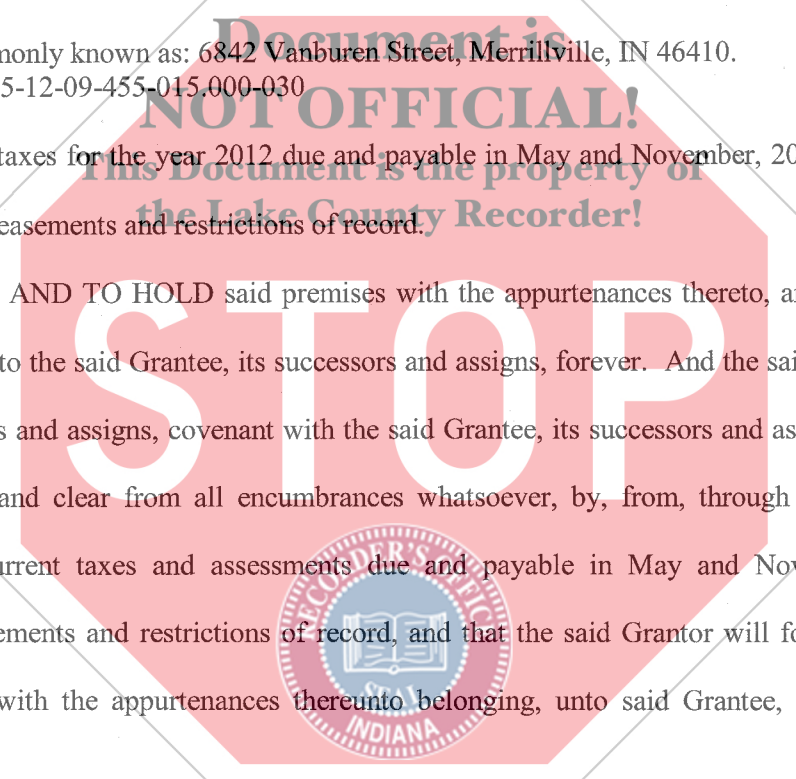 Document is
monly known as: 6842 Vanburen Street, Merrillville, IN 46410.
5-12-09-455-015.000-030
NOT OFFICIAL!
taxes for the year 2012 due and payable in May and November, 20
This Document is the property of
the Lake County Recorder!
easements and restrictions of record.
AND TO HOLD said premises with the appurtenances thereto, a
to the said Grantee, its successors and assigns, forever. And the sai
s and assigns, covenant with the said Grantee, its successors and as
and clear from all encumbrances whatsoever, by, from, through
urrent taxes and assessments due and payable in May and Nov
ements and restrictions of record, and that the said Grantor will fo
with the appurtenances thereunto belonging, unto said Grantee,
STOP
RECORDER'S OFFICE
SEAL
INDIANA